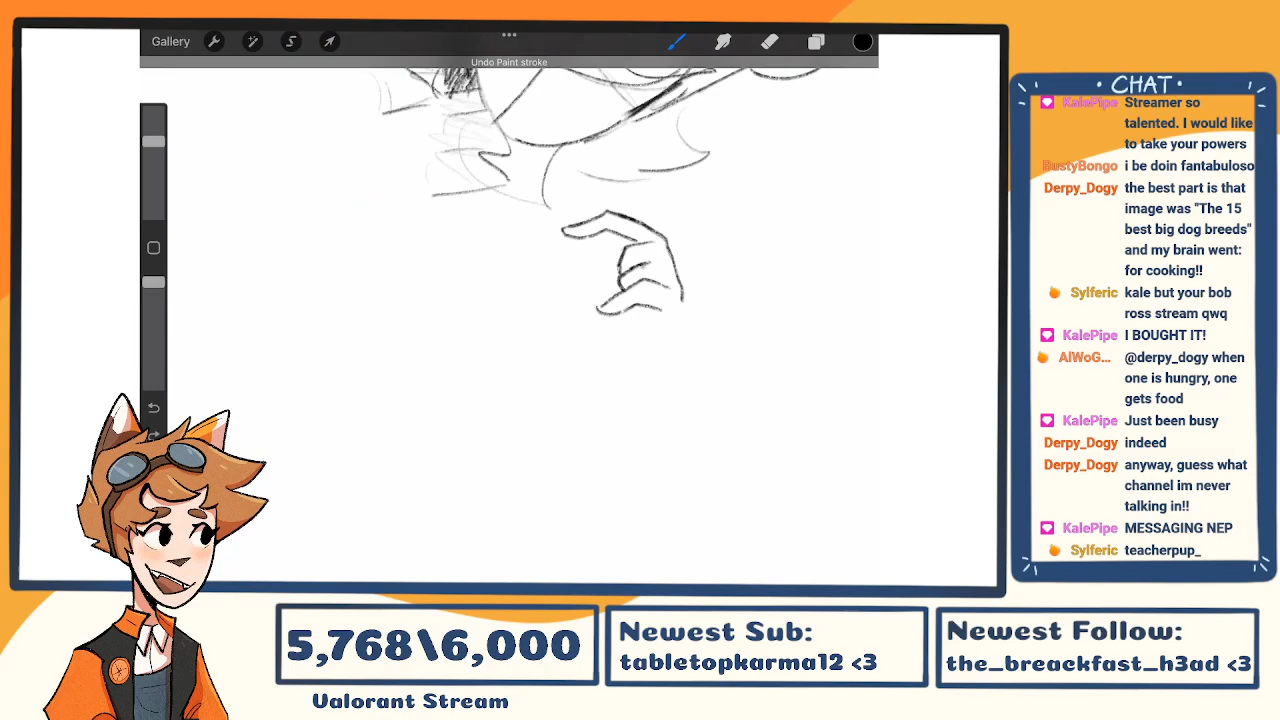 Gallery
Undo Paint stroke
• CHAT •
KalePipe Streamer so
talented. I would like
to take your powers
BustyBongo i be doin fantabuloso
Derpy_Dogy the best part is that
image was "The 15
best big dog breeds"
and my brain went:
for cooking!!
Sylferic kale but your bob
ross stream qwq
KalePipe I BOUGHT IT!
AlWoG... @derpy_dogy when
one is hungry, one
gets food
KalePipe Just been busy
Derpy_Dogy indeed
Derpy_Dogy anyway, guess what
channel im never
talking in!!
KalePipe MESSAGING NEP
Sylferic teacherpup_
5,768\6,000
Valorant Stream
Newest Sub:
tabletopkarma12 <3
Newest Follow:
the_breackfast_h3ad <3